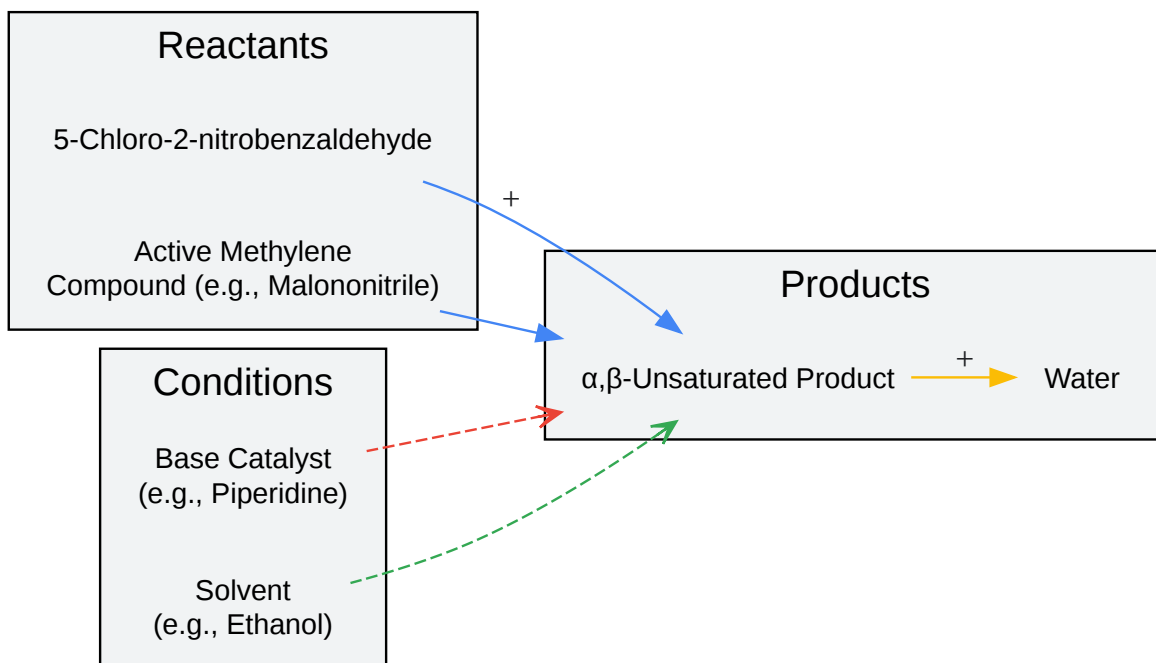 Reactants
5-Chloro-2-nitrobenzaldehyde
+
Active Methylene
Compound (e.g., Malononitrile)
Products
α,β-Unsaturated Product
+
Water
Conditions
Base Catalyst
(e.g., Piperidine)
Solvent
(e.g., Ethanol)